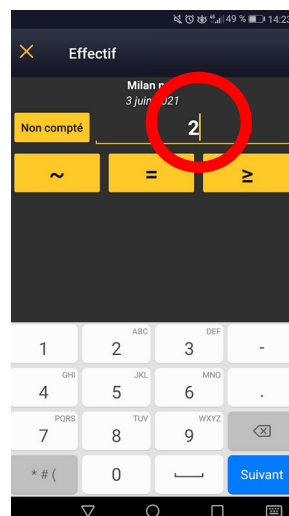 49 % 14:23
× Effectif
Milan
3 juin 2021
Non compté 2
~ = ≥
1 2 ABC 3 DEF -
4 GHI 5 JKL 6 MNO .
7 PQRS 8 TUV 9 WXYZ
* # ( 0 Suivant